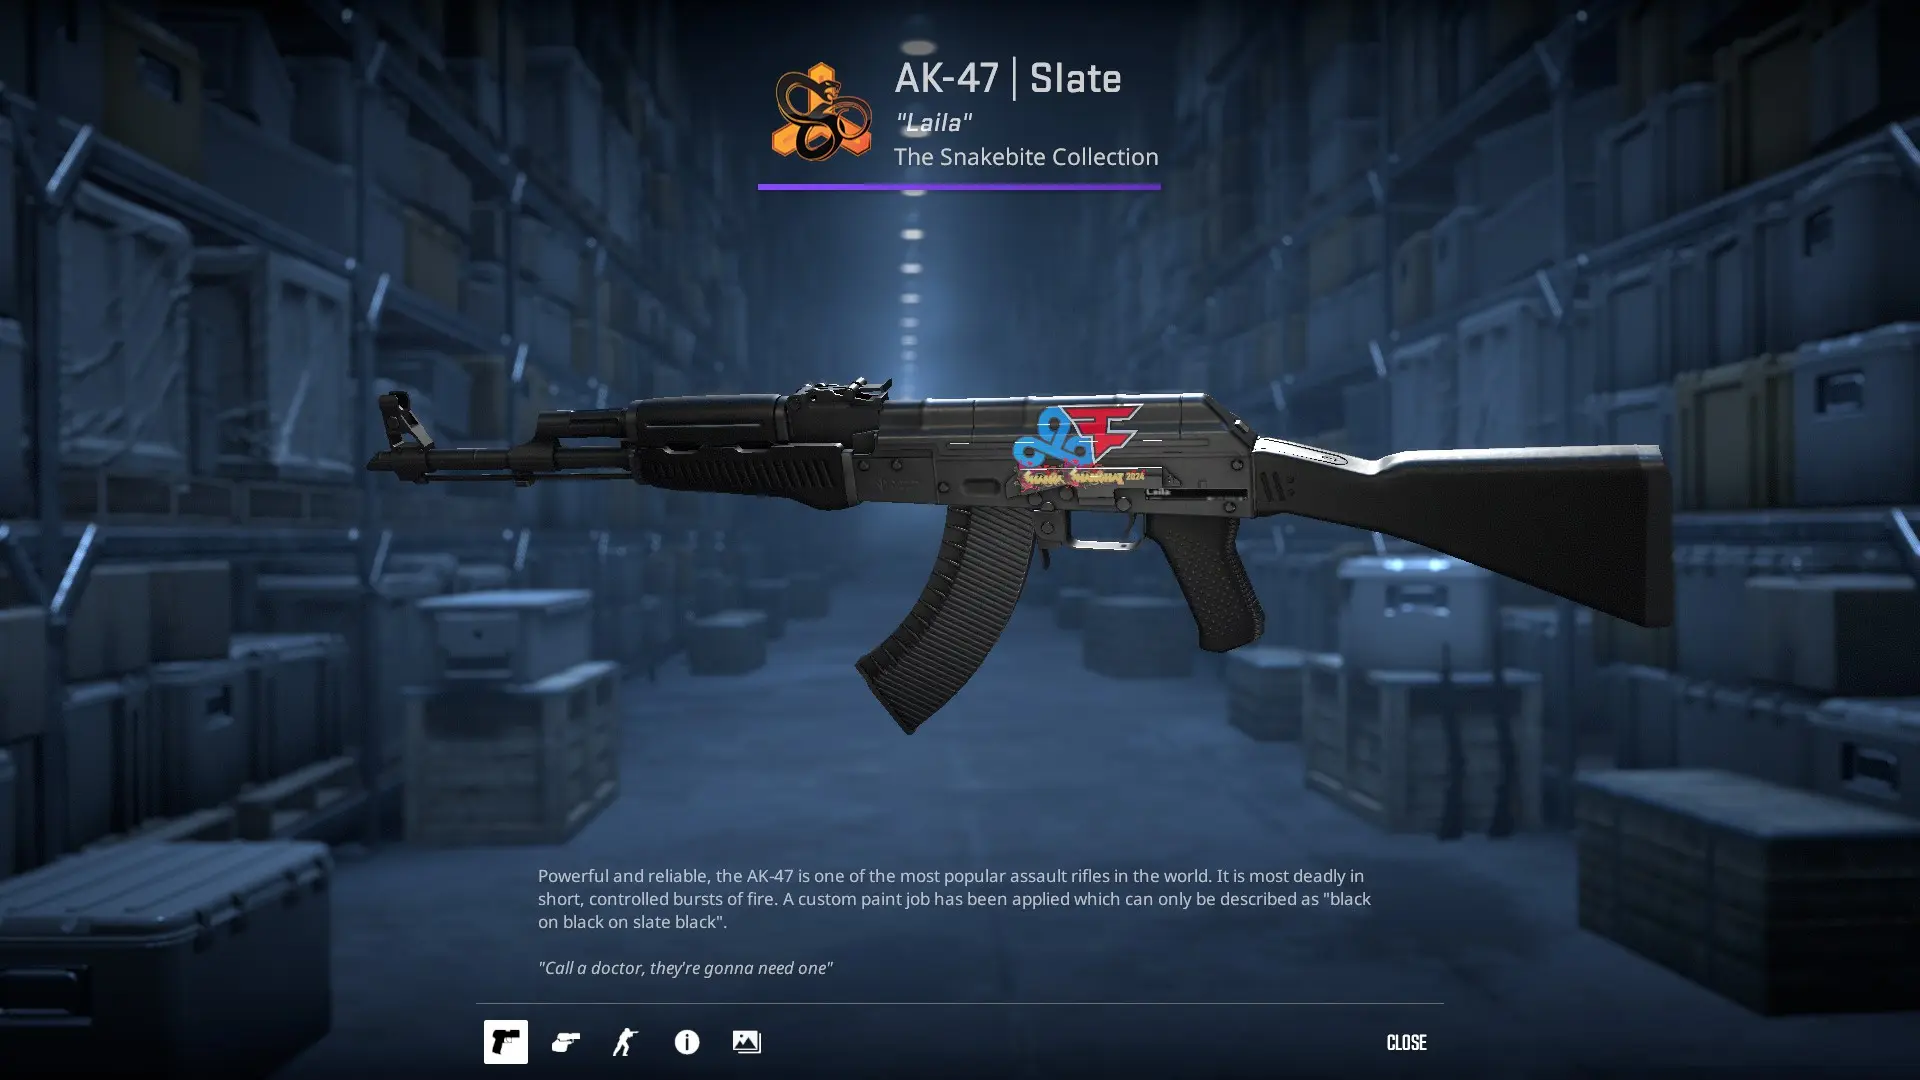 AK-47 | Slate
"Laila"
The Snakebite Collection
SHANGHAI 2024
Laila
Powerful and reliable, the AK-47 is one of the most popular assault rifles in the world. It is most deadly in
short, controlled bursts of fire. A custom paint job has been applied which can only be described as "black
on black on slate black".
"Call a doctor, they're gonna need one"
CLOSE